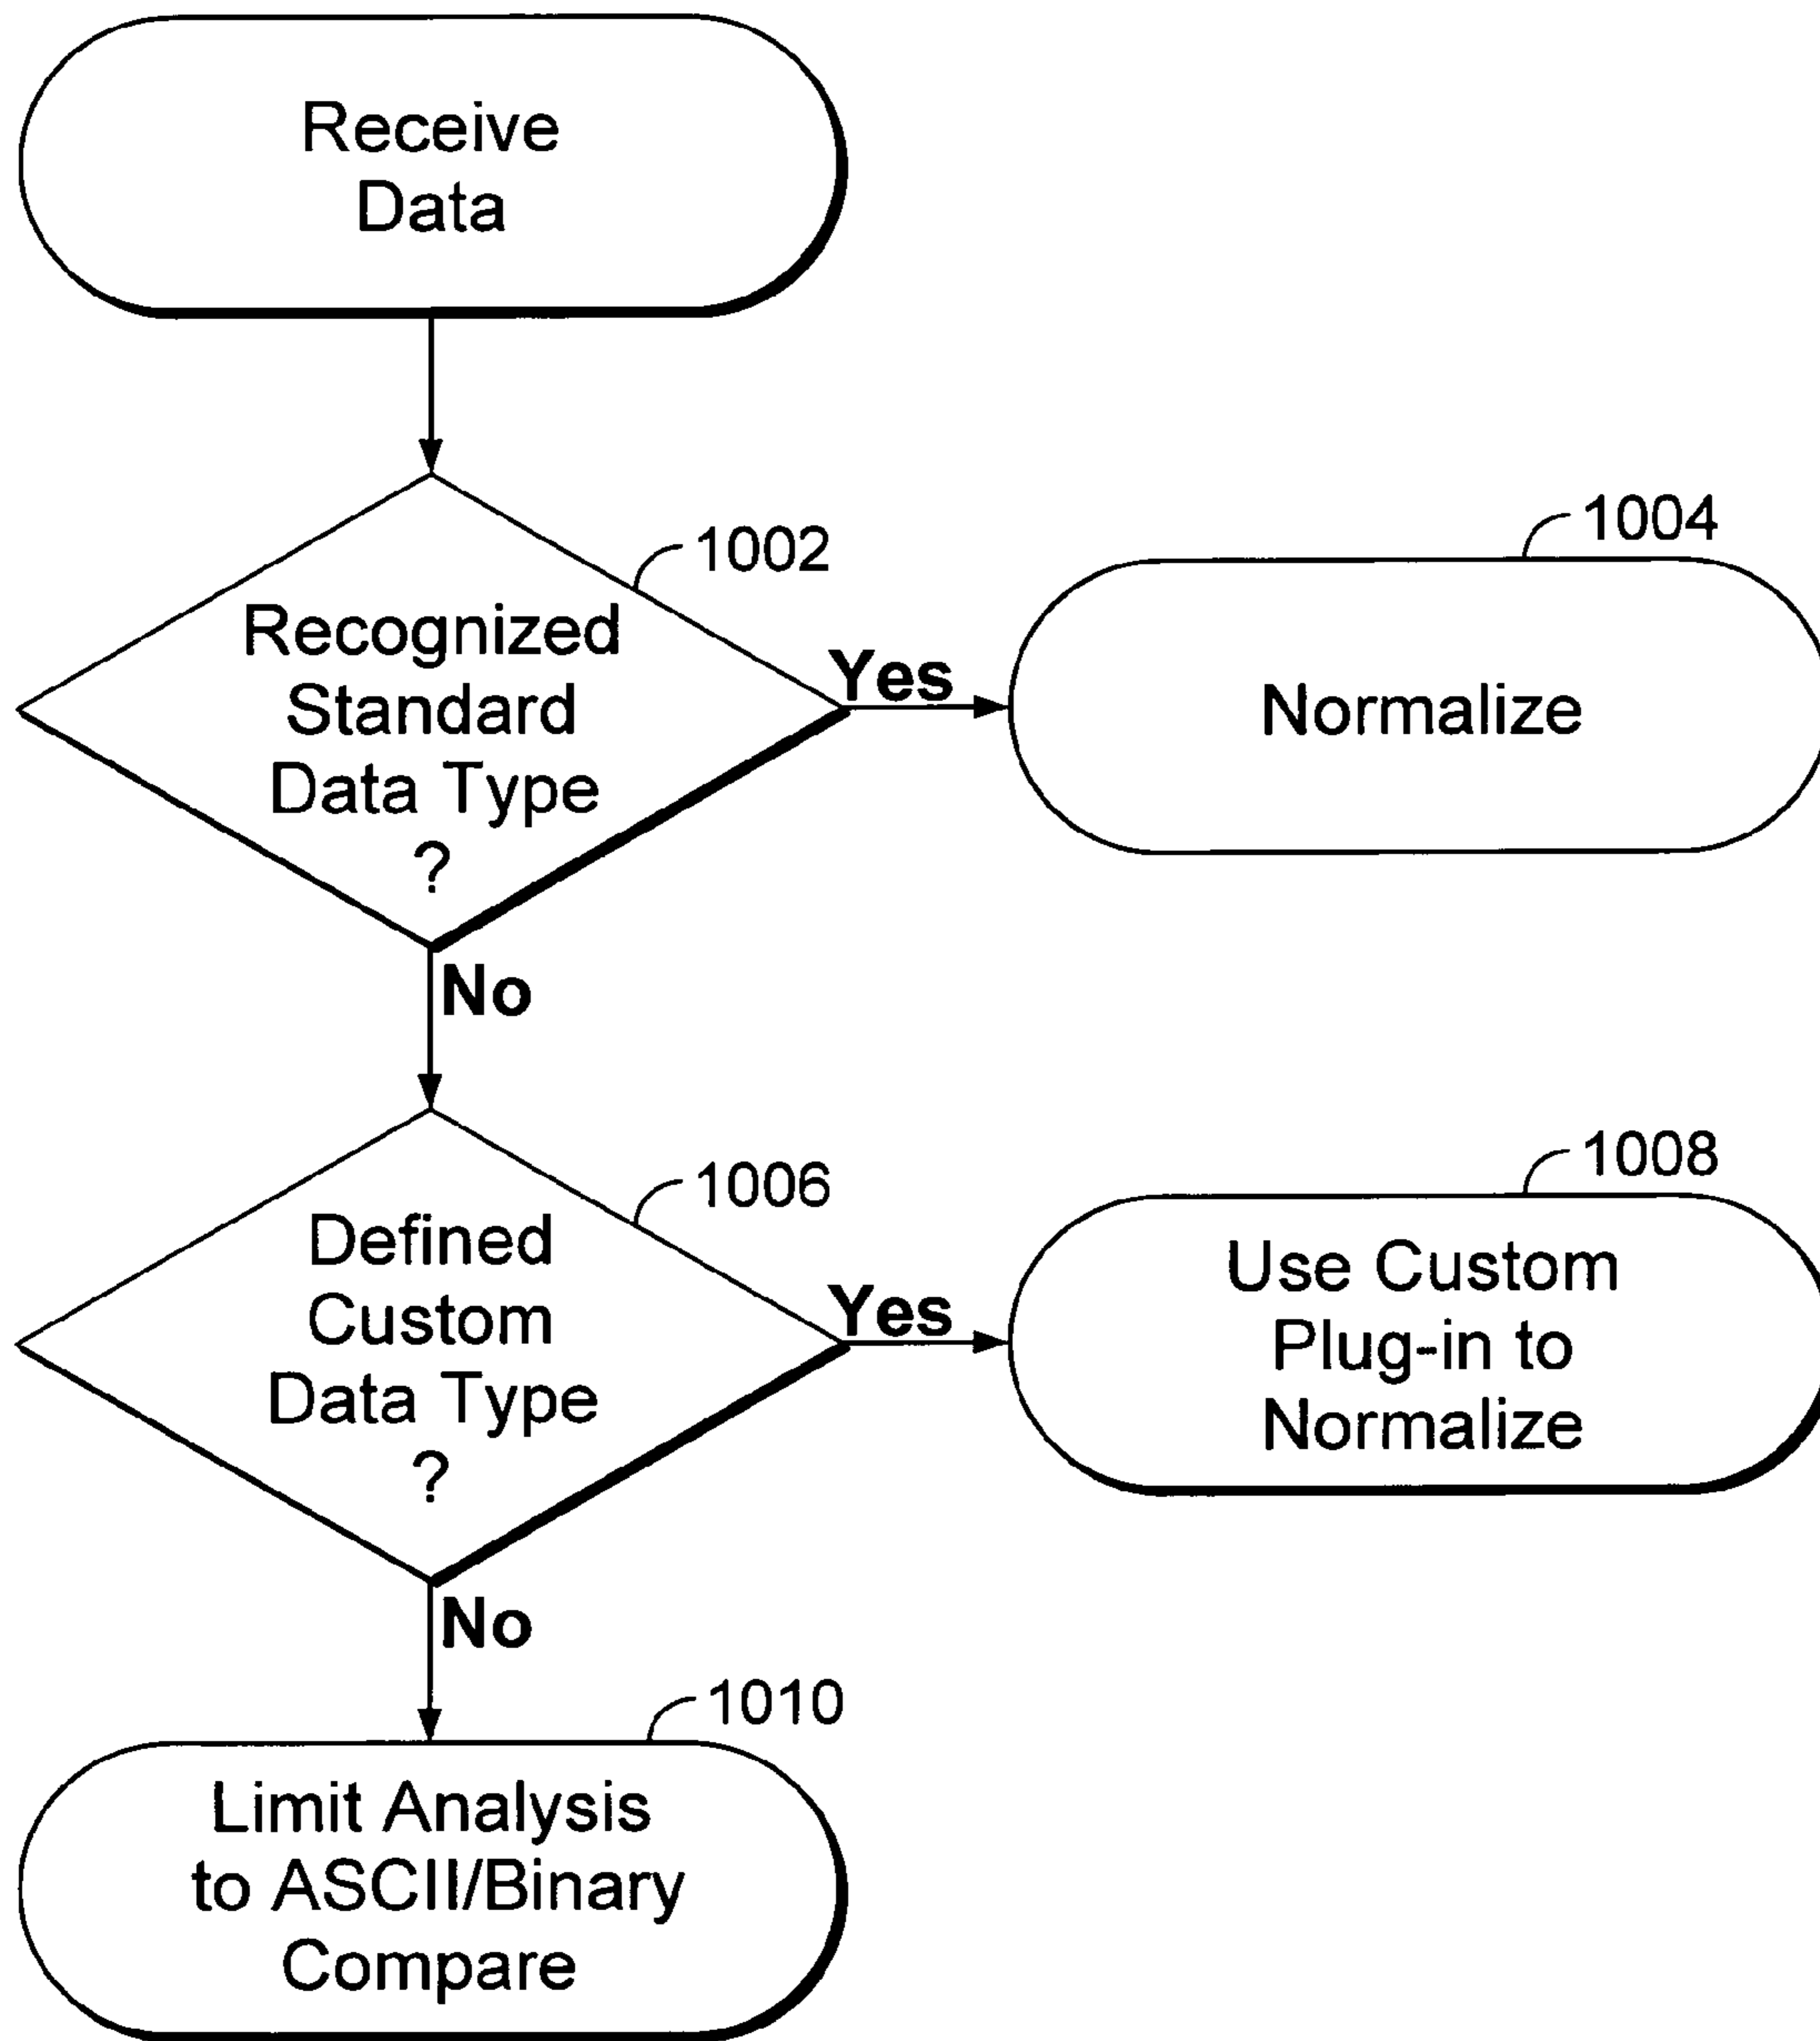 Receive
Data
1002
Recognized
Standard
Data Type
?
Yes
1004
Normalize
No
1006
Defined
Custom
Data Type
?
Yes
1008
Use Custom
Plug-in to
Normalize
No
1010
Limit Analysis
to ASCII/Binary
Compare